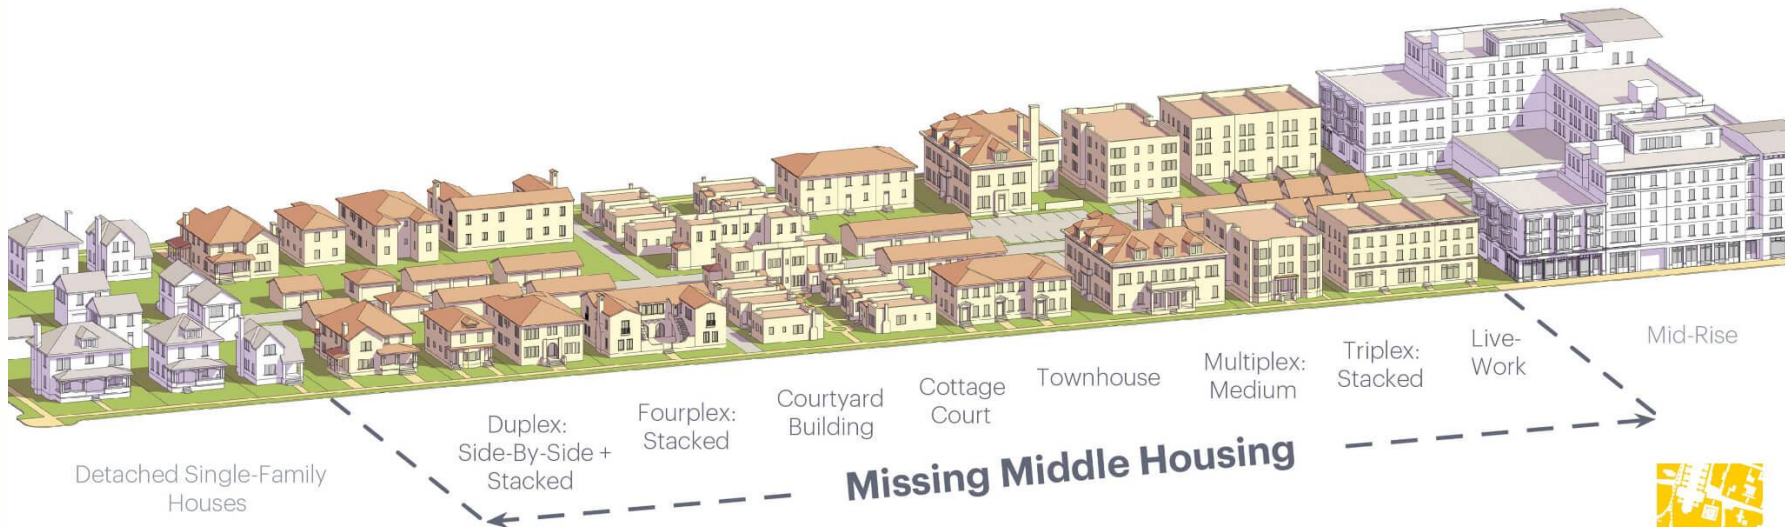 Detached Single-Family
Houses
Duplex:
Side-By-Side +
Stacked
Fourplex:
Stacked
Courtyard
Building
Cottage
Court
Townhouse
Multiplex:
Medium
Triplex:
Stacked
Live-
Work
Mid-Rise
Missing Middle Housing